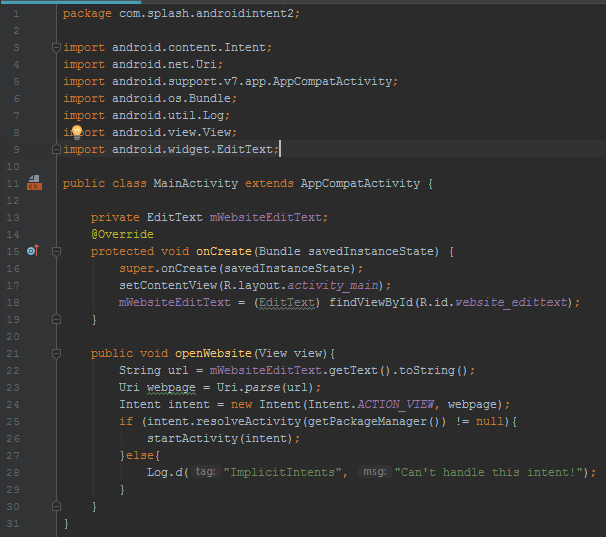 1 package com.splash.androidintent2;
2
3 import android.content.Intent;
4 import android.net.Uri;
5 import android.support.v7.app.AppCompatActivity;
6 import android.os.Bundle;
7 import android.util.Log;
8 import android.view.View;
9 import android.widget.EditText;
10
11 public class MainActivity extends AppCompatActivity {
12
13     private EditText mWebsiteEditText;
14     @Override
15     protected void onCreate(Bundle savedInstanceState) {
16         super.onCreate(savedInstanceState);
17         setContentView(R.layout.activity_main);
18         mWebsiteEditText = (EditText) findViewById(R.id.website_edittext);
19     }
20
21     public void openWebsite(View view){
22         String url = mWebsiteEditText.getText().toString();
23         Uri webpage = Uri.parse(url);
24         Intent intent = new Intent(Intent.ACTION_VIEW, webpage);
25         if (intent.resolveActivity(getPackageManager()) != null){
26             startActivity(intent);
27         }else{
28             Log.d( tag: "ImplicitIntents", msg: "Can't handle this intent!");
29         }
30     }
31 }